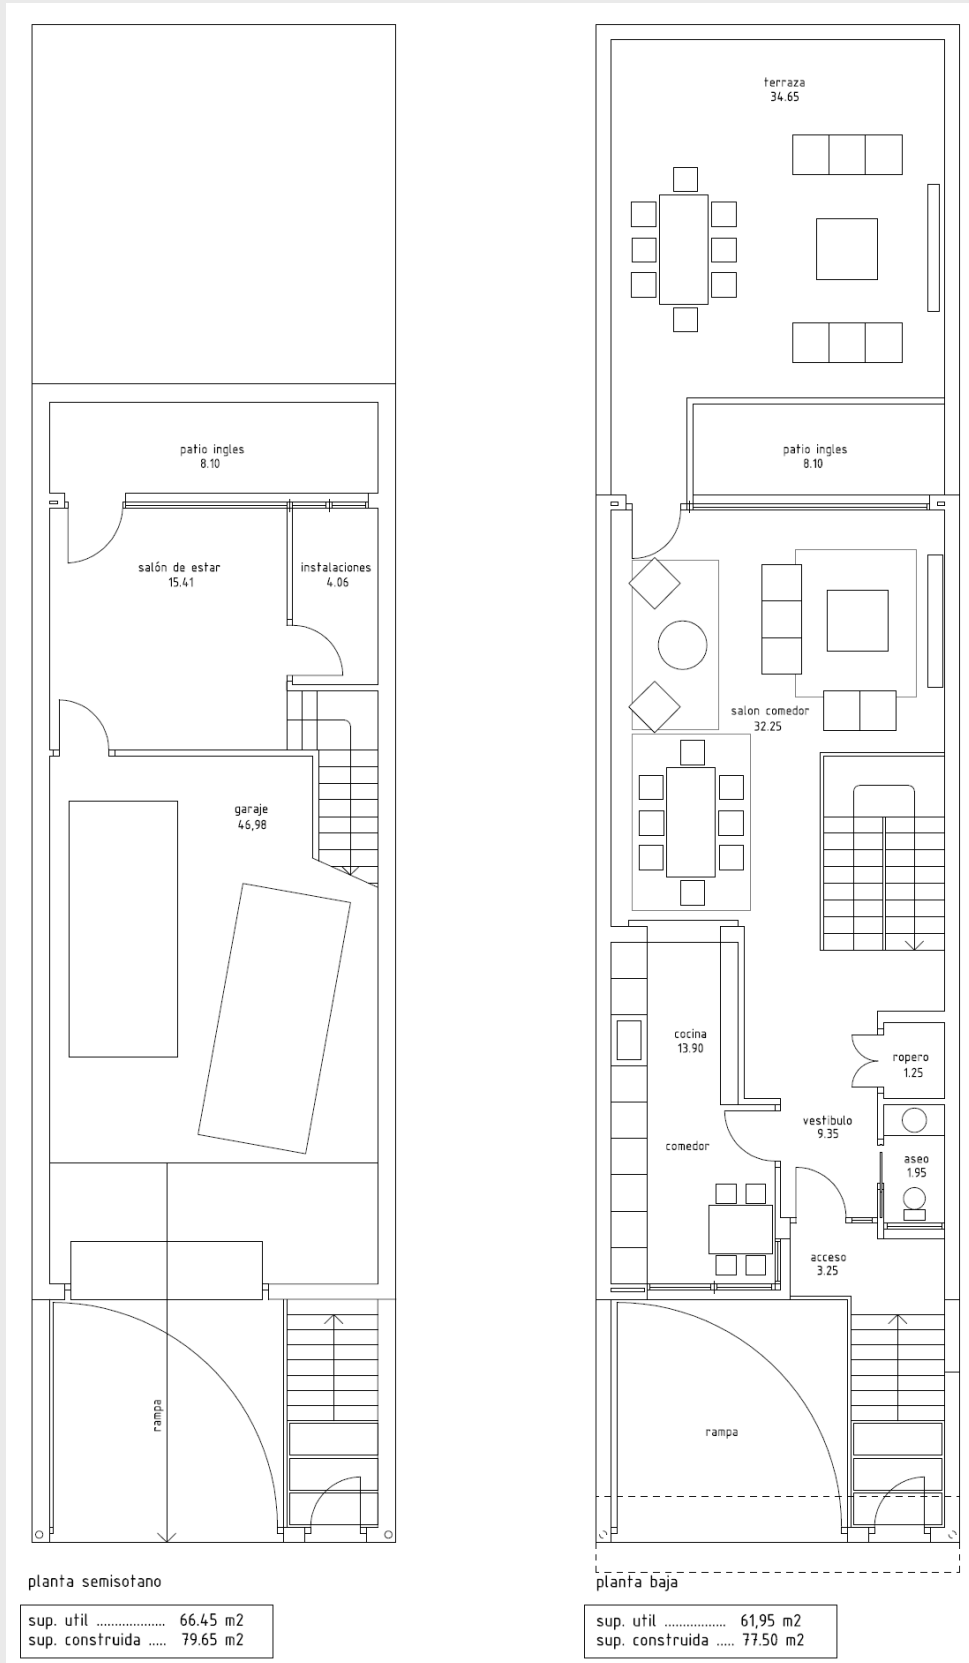 patio ingles
8.10
salón de estar
15.41
instalaciones
4.06
garaje
46,98
rampa
planta semisotano
sup. util ................... 66.45 m2
sup. construida ..... 79.65 m2
terraza
34.65
patio ingles
8.10
salon comedor
32.25
cocina
13.90
ropero
1.25
vestibulo
9.35
comedor
aseo
1.95
acceso
3.25
rampa
planta baja
sup. util ................. 61,95 m2
sup. construida ..... 77.50 m2